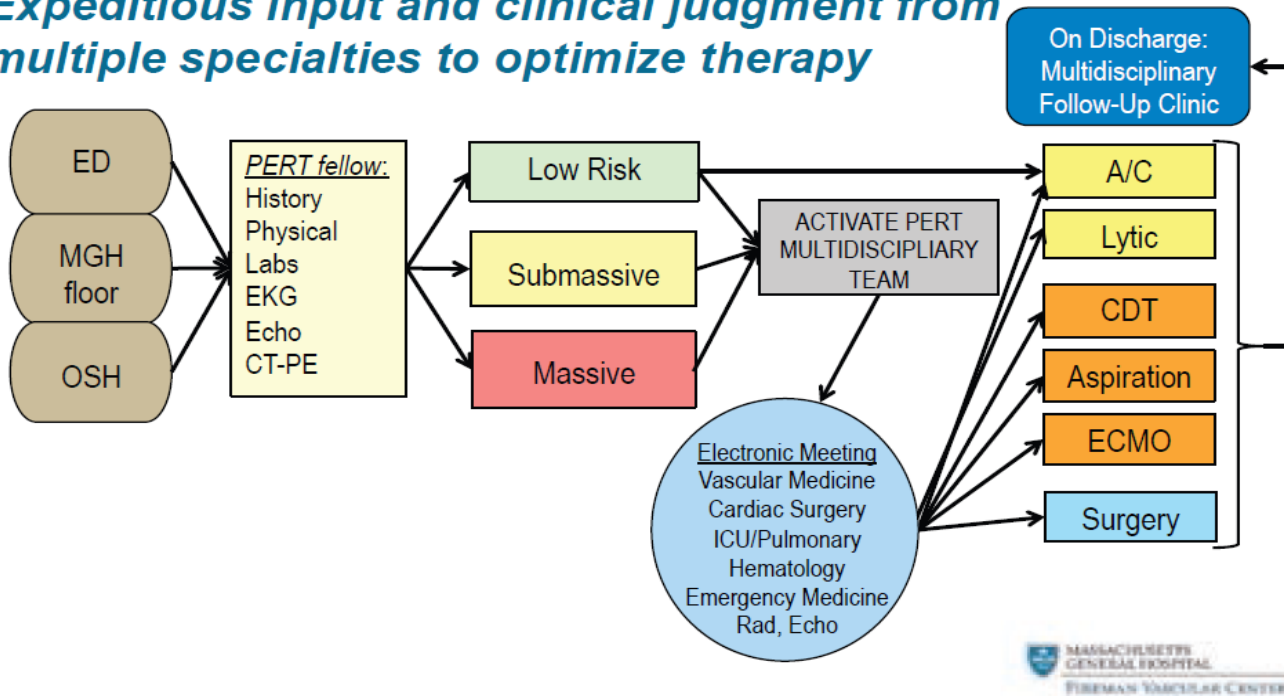 Expeditious input and clinical judgment from
multiple specialties to optimize therapy
On Discharge:
Multidisciplinary
Follow-Up Clinic
ED
MGH
floor
OSH
PERT fellow:
History
Physical
Labs
EKG
Echo
CT-PE
Low Risk
Submassive
Massive
ACTIVATE PERT
MULTIDISCIPLIARY
TEAM
Electronic Meeting
Vascular Medicine
Cardiac Surgery
ICU/Pulmonary
Hematology
Emergency Medicine
Rad, Echo
A/C
Lytic
CDT
Aspiration
ECMO
Surgery
MASSACHUSETTS
GENERAL HOSPITAL
FIREMAN VASCULAR CENTER